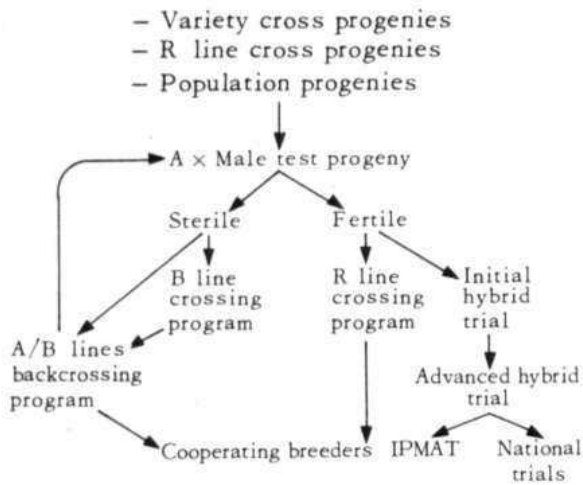 – Variety cross progenies
– R line cross progenies
– Population progenies
A × Male test progeny
Sterile
Fertile
B line
crossing
program
R line
crossing
program
Initial
hybrid
trial
A/B lines
backcrossing
program
Advanced hybrid
trial
Cooperating breeders
IPMAT
National
trials